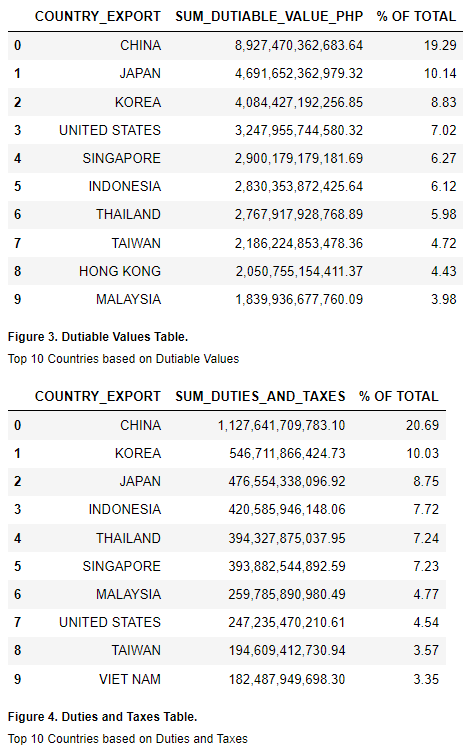 COUNTRY_EXPORT SUM_DUTIABLE_VALUE_PHP % OF TOTAL
0 CHINA 8,927,470,362,683.64 19.29
1 JAPAN 4,691,652,362,979.32 10.14
2 KOREA 4,084,427,192,256.85 8.83
3 UNITED STATES 3,247,955,744,580.32 7.02
4 SINGAPORE 2,900,179,179,181.69 6.27
5 INDONESIA 2,830,353,872,425.64 6.12
6 THAILAND 2,767,917,928,768.89 5.98
7 TAIWAN 2,186,224,853,478.36 4.72
8 HONG KONG 2,050,755,154,411.37 4.43
9 MALAYSIA 1,839,936,677,760.09 3.98
Figure 3. Dutiable Values Table.
Top 10 Countries based on Dutiable Values
COUNTRY_EXPORT SUM_DUTIES_AND_TAXES % OF TOTAL
0 CHINA 1,127,641,709,783.10 20.69
1 KOREA 546,711,866,424.73 10.03
2 JAPAN 476,554,338,096.92 8.75
3 INDONESIA 420,585,946,148.06 7.72
4 THAILAND 394,327,875,037.95 7.24
5 SINGAPORE 393,882,544,892.59 7.23
6 MALAYSIA 259,785,890,980.49 4.77
7 UNITED STATES 247,235,470,210.61 4.54
8 TAIWAN 194,609,412,730.94 3.57
9 VIET NAM 182,487,949,698.30 3.35
Figure 4. Duties and Taxes Table.
Top 10 Countries based on Duties and Taxes